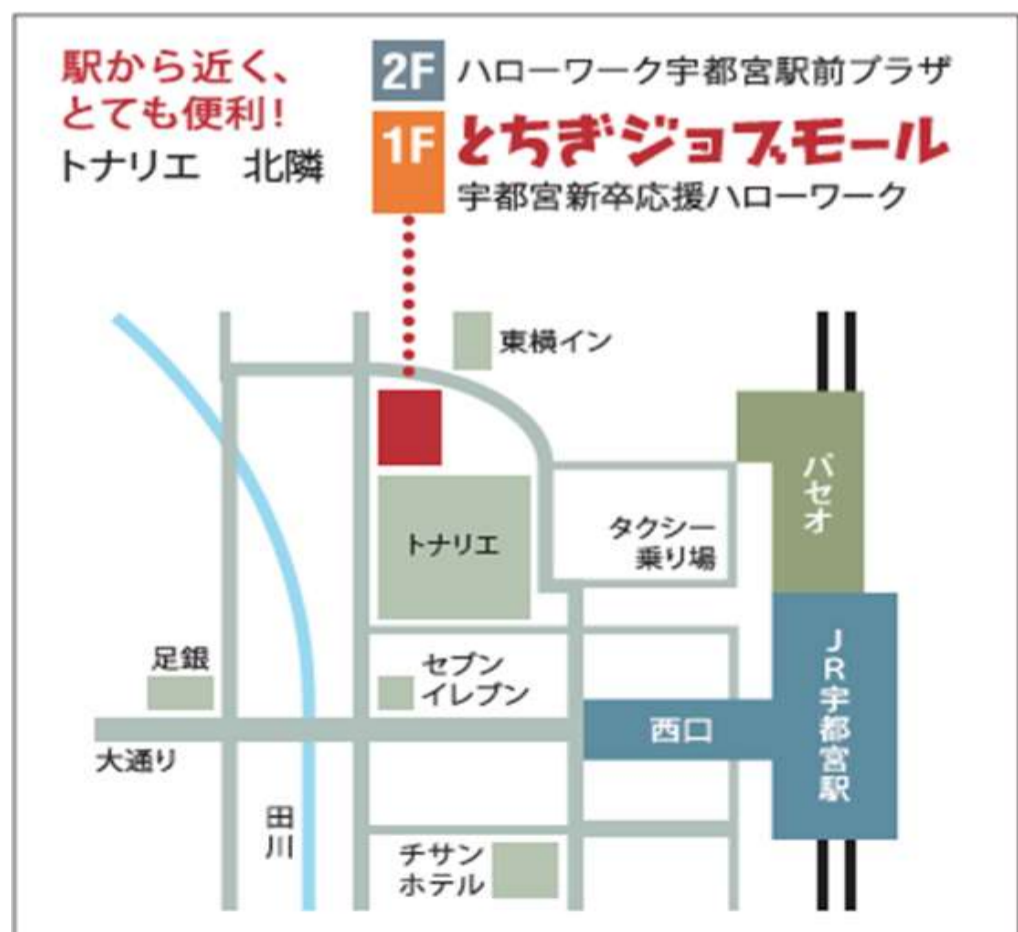 駅から近く、
とても便利!
トナリエ 北隣
2F ハローワーク宇都宮駅前プラザ
1F とちぎジョブモール
宇都宮新卒応援ハローワーク
東横イン
パセオ
トナリエ
タクシー
乗り場
足銀
セブン
イレブン
JR宇都宮駅
西口
大通り
田川
チサン
ホテル